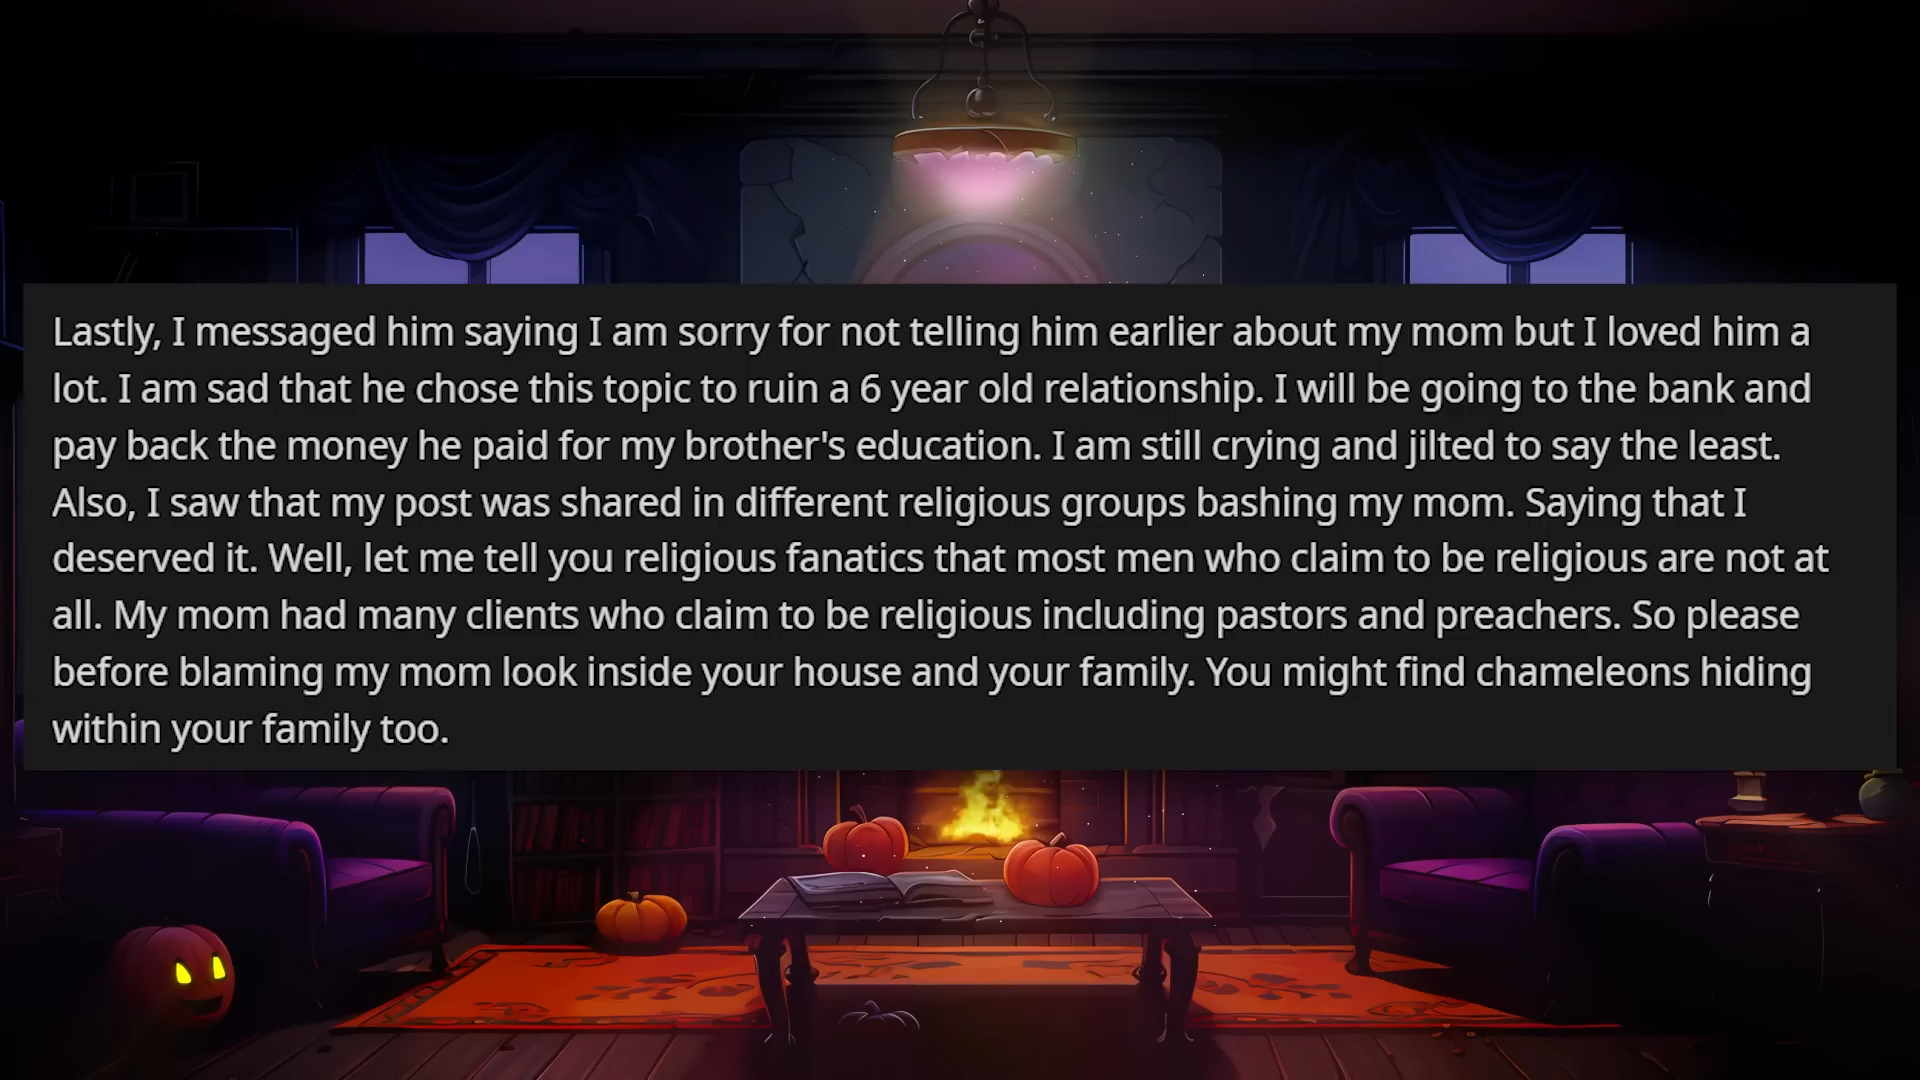 Lastly, I messaged him saying I am sorry for not telling him earlier about my mom but I loved him a
lot. I am sad that he chose this topic to ruin a 6 year old relationship. I will be going to the bank and
pay back the money he paid for my brother's education. I am still crying and jilted to say the least.
Also, I saw that my post was shared in different religious groups bashing my mom. Saying that I
deserved it. Well, let me tell you religious fanatics that most men who claim to be religious are not at
all. My mom had many clients who claim to be religious including pastors and preachers. So please
before blaming my mom look inside your house and your family. You might find chameleons hiding
within your family too.